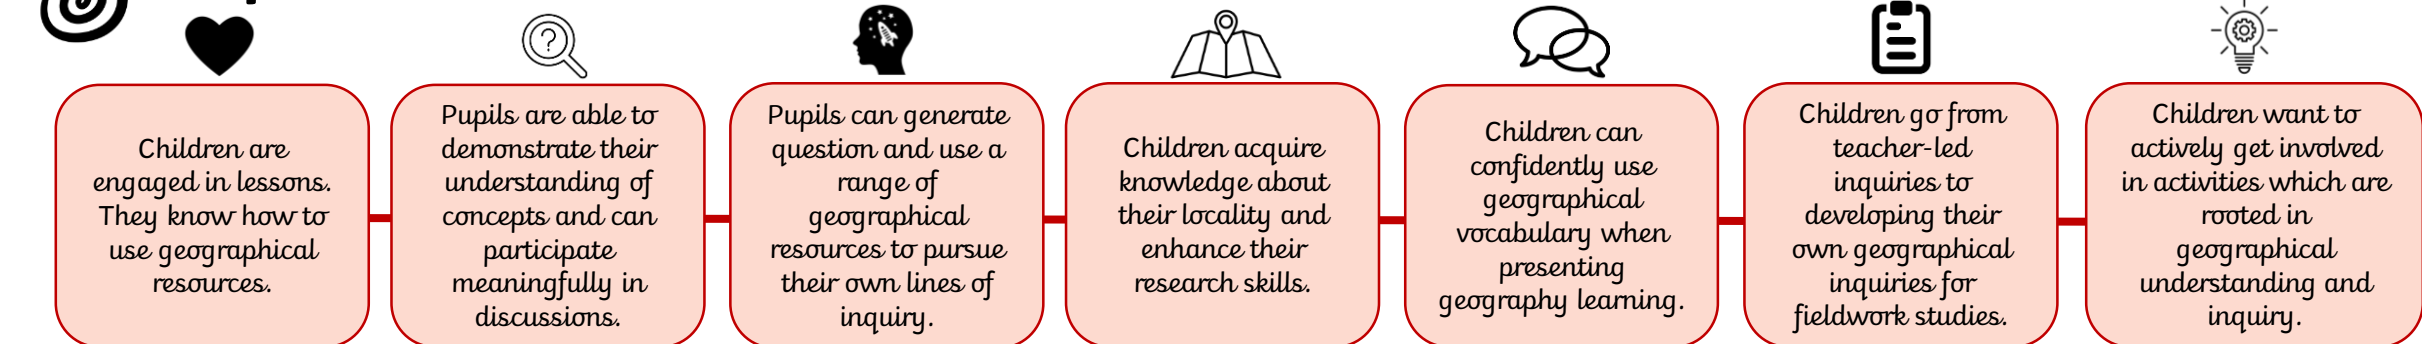 Children are
engaged in lessons.
They know how to
use geographical
resources.
Pupils are able to
demonstrate their
understanding of
concepts and can
participate
meaningfully in
discussions.
Pupils can generate
question and use a
range of
geographical
resources to pursue
their own lines of
inquiry.
Children acquire
knowledge about
their locality and
enhance their
research skills.
Children can
confidently use
geographical
vocabulary when
presenting
geography learning.
Children go from
teacher-led
inquiries to
developing their
own geographical
inquiries for
fieldwork studies.
Children want to
actively get involved
in activities which are
rooted in
geographical
understanding and
inquiry.